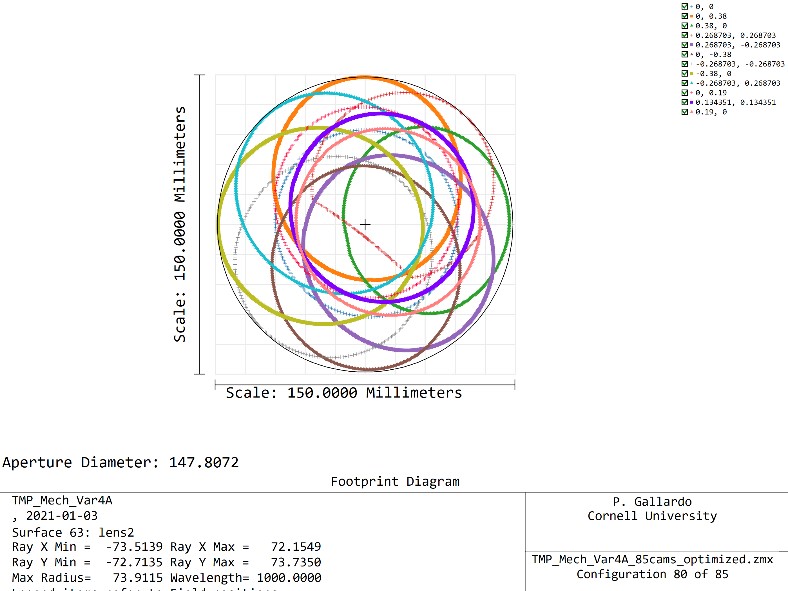 0, 0
0, 0.38
0.38, 0
0.268703, 0.268703
0.268703, -0.268703
0, -0.38
-0.268703, -0.268703
-0.38, 0
-0.268703, 0.268703
0, 0.19
0.134351, 0.134351
0.19, 0
Scale: 150.0000 Millimeters
Scale: 150.0000 Millimeters
Aperture Diameter: 147.8072
Footprint Diagram
TMP_Mech_Var4A
, 2021-01-03
Surface 63: lens2
Ray X Min = -73.5139 Ray X Max = 72.1549
Ray Y Min = -72.7135 Ray Y Max = 73.7350
Max Radius= 73.9115 Wavelength= 1000.0000
P. Gallardo
Cornell University
TMP_Mech_Var4A_85cams_optimized.zmx
Configuration 80 of 85